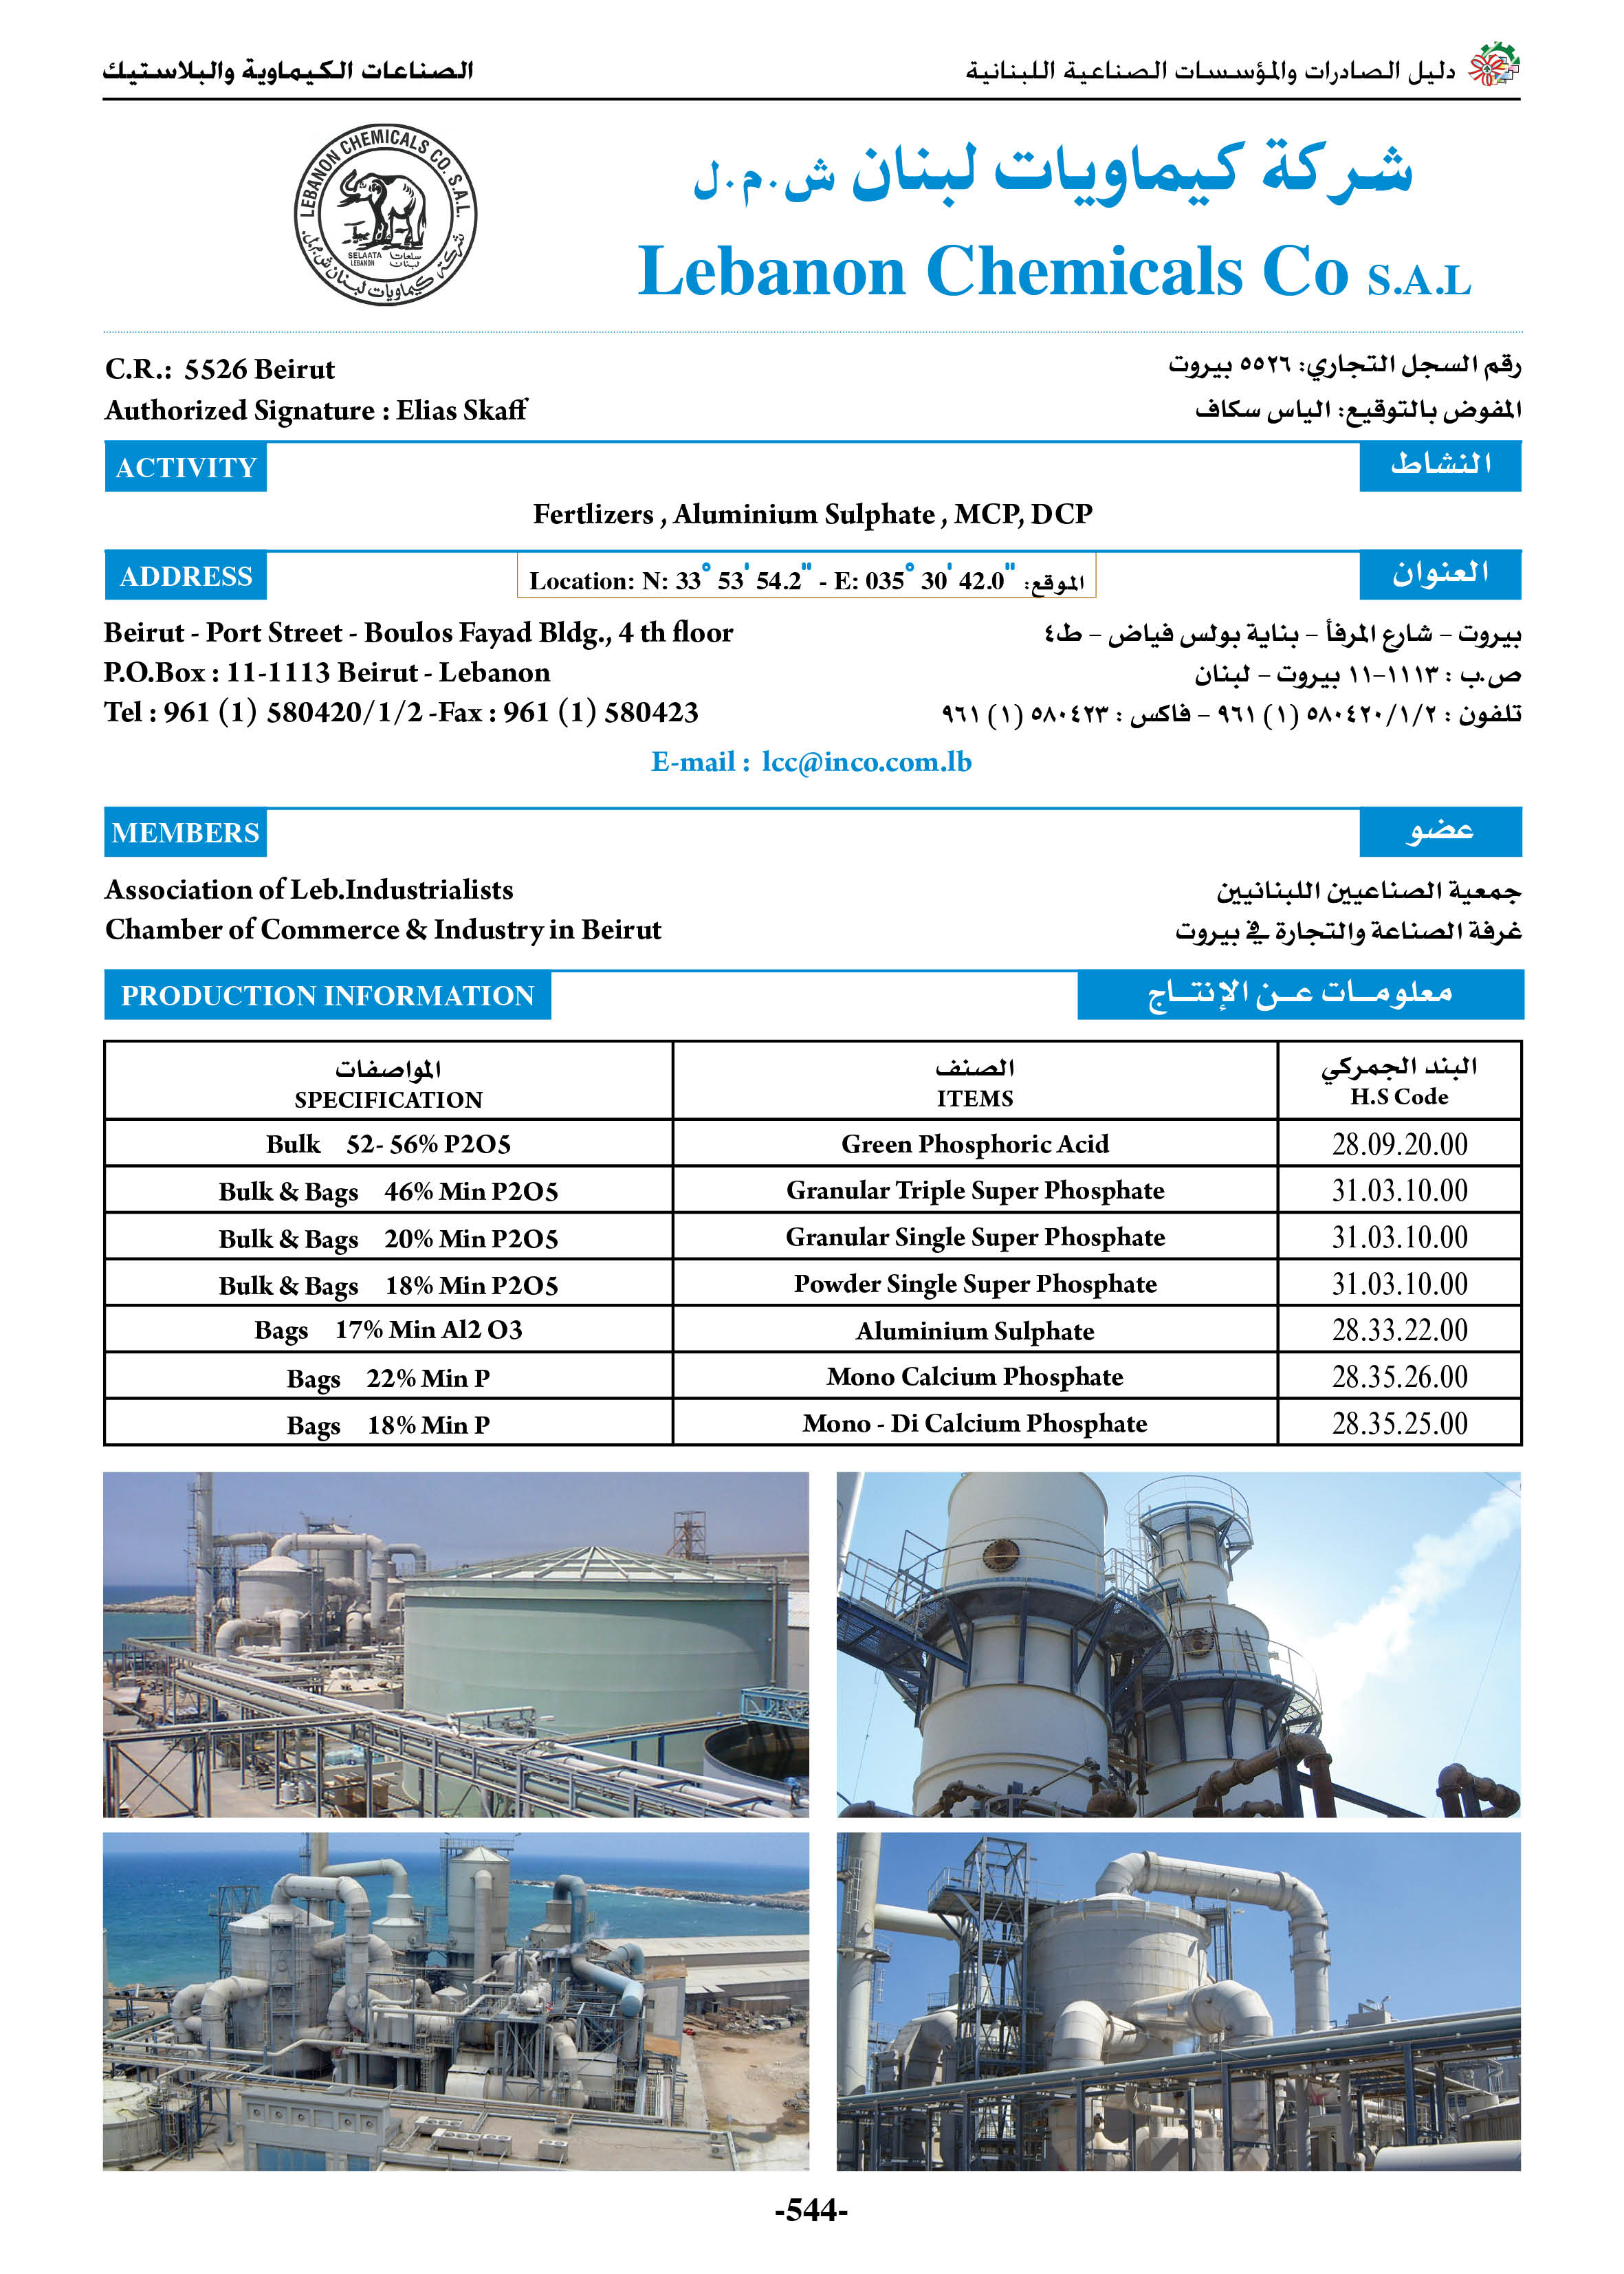 الصناعات الكيماوية والبلاستيك
دليل الصادرات والمؤسسات الصناعية اللبنانية
LEBANON CHEMICALS CO. S.A.L.
SELAATA سلعاتا
LEBANON لبنان
شركة كيماويات لبنان ش.م.ل.
شركة كيماويات لبنان ش.م.ل
Lebanon Chemicals Co S.A.L
C.R.: 5526 Beirut
رقم السجل التجاري: ٥٥٢٦ بيروت
Authorized Signature : Elias Skaff
المفوض بالتوقيع: الياس سكاف
ACTIVITY
النشاط
Fertlizers , Aluminium Sulphate , MCP, DCP
ADDRESS
Location: N: 33° 53' 54.2" - E: 035° 30' 42.0" الموقع:
العنوان
Beirut - Port Street - Boulos Fayad Bldg., 4 th floor
بيروت – شارع المرفأ – بناية بولس فياض – ط٤
P.O.Box : 11-1113 Beirut - Lebanon
ص.ب : ١١١٣-١١ بيروت – لبنان
Tel : 961 (1) 580420/1/2 -Fax : 961 (1) 580423
تلفون : ٥٨٠٤٢٠/١/٢ (١) ٩٦١ – فاكس : ٥٨٠٤٢٣ (١) ٩٦١
E-mail : lcc@inco.com.lb
MEMBERS
عضو
Association of Leb.Industrialists
جمعية الصناعيين اللبنانيين
Chamber of Commerce & Industry in Beirut
غرفة الصناعة والتجارة في بيروت
PRODUCTION INFORMATION
معلومـــات عـــن الإنتـــاج
المواصفات الصنف البند الجمركي
SPECIFICATION ITEMS H.S Code
Bulk 52- 56% P2O5 Green Phosphoric Acid 28.09.20.00
Bulk & Bags 46% Min P2O5 Granular Triple Super Phosphate 31.03.10.00
Bulk & Bags 20% Min P2O5 Granular Single Super Phosphate 31.03.10.00
Bulk & Bags 18% Min P2O5 Powder Single Super Phosphate 31.03.10.00
Bags 17% Min Al2 O3 Aluminium Sulphate 28.33.22.00
Bags 22% Min P Mono Calcium Phosphate 28.35.26.00
Bags 18% Min P Mono - Di Calcium Phosphate 28.35.25.00
-544-